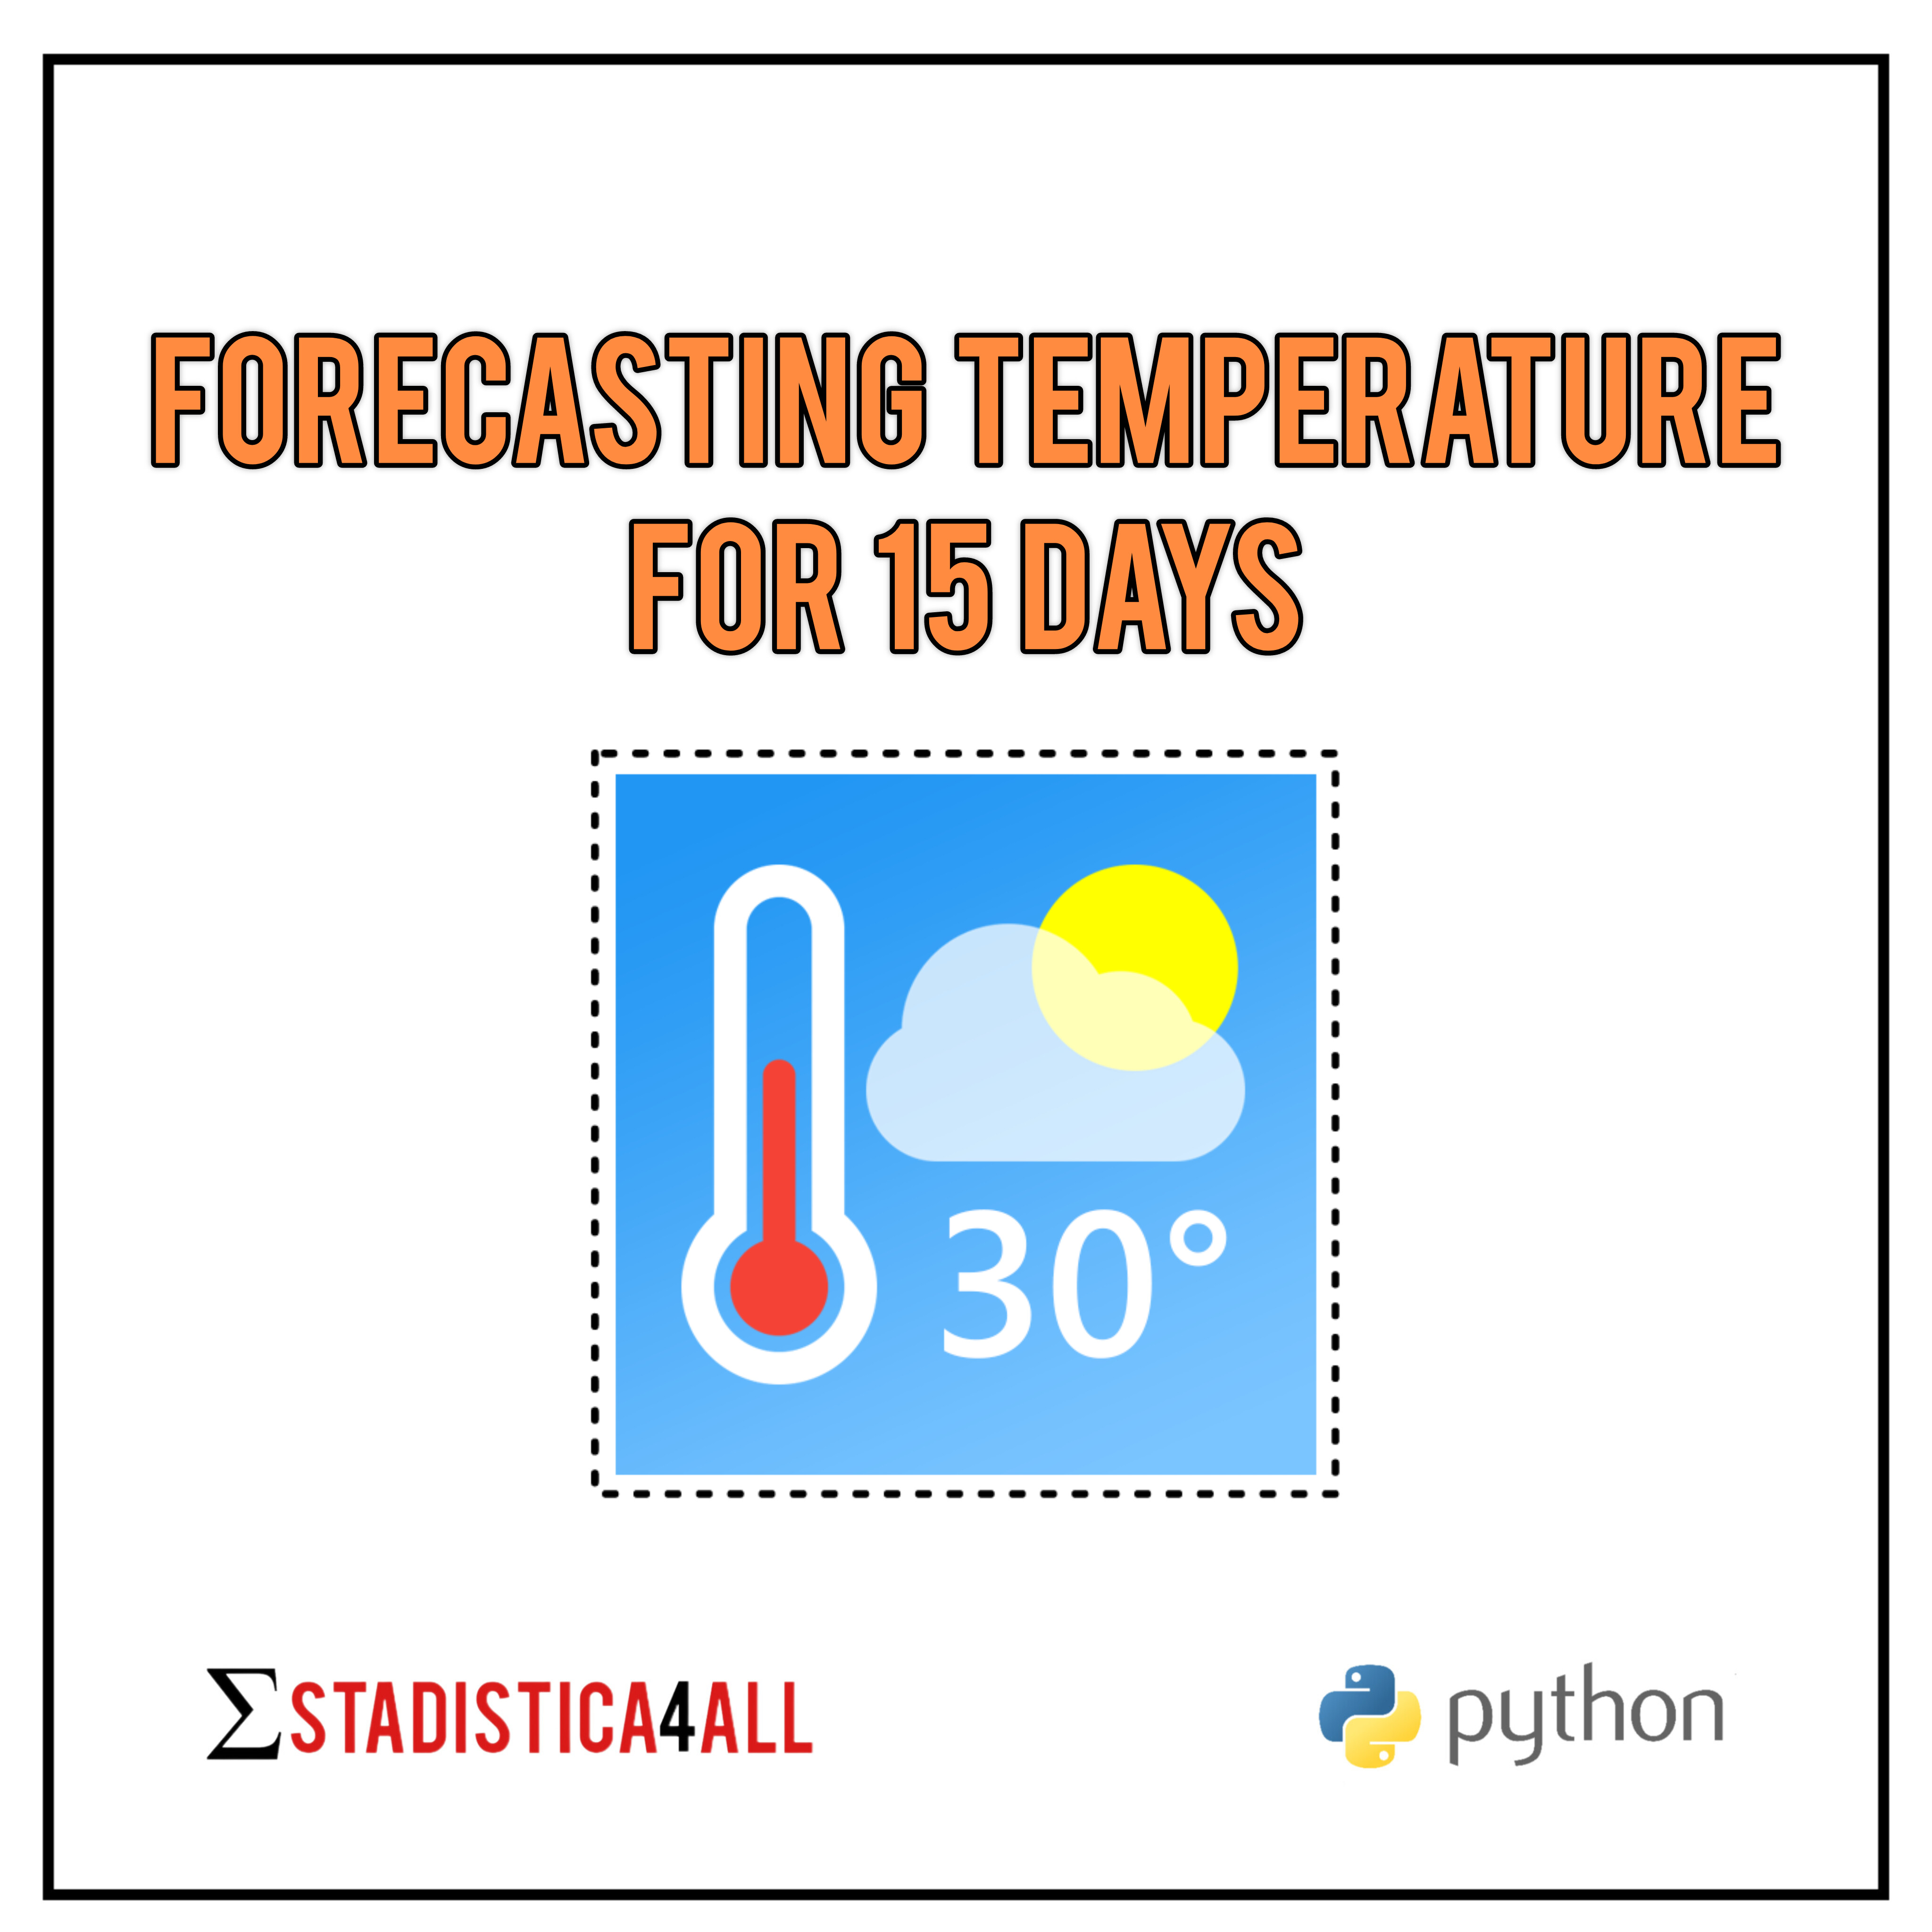 FORECASTING TEMPERATURE
FOR 15 DAYS
30°
ΣSTADISTICA4ALL
python